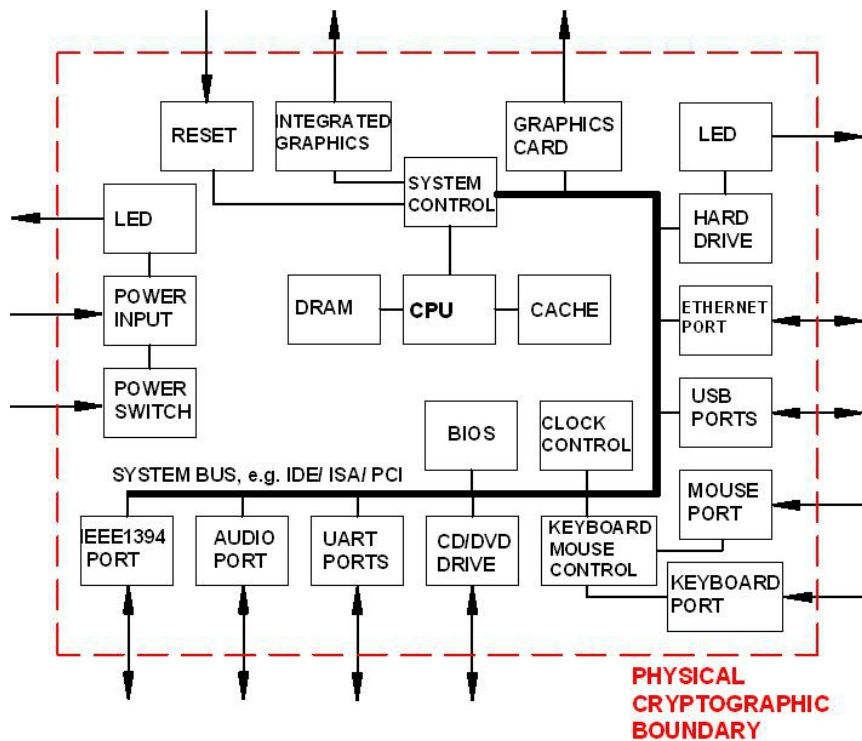 RESET
INTEGRATED
GRAPHICS
GRAPHICS
CARD
LED
SYSTEM
CONTROL
LED
HARD
DRIVE
POWER
INPUT
DRAM
CPU
CACHE
ETHERNET
PORT
POWER
SWITCH
USB
PORTS
BIOS
CLOCK
CONTROL
SYSTEM BUS, e.g. IDE/ ISA/ PCI
MOUSE
PORT
IEEE1394
PORT
AUDIO
PORT
UART
PORTS
CD/DVD
DRIVE
KEYBOARD
MOUSE
CONTROL
KEYBOARD
PORT
PHYSICAL
CRYPTOGRAPHIC
BOUNDARY